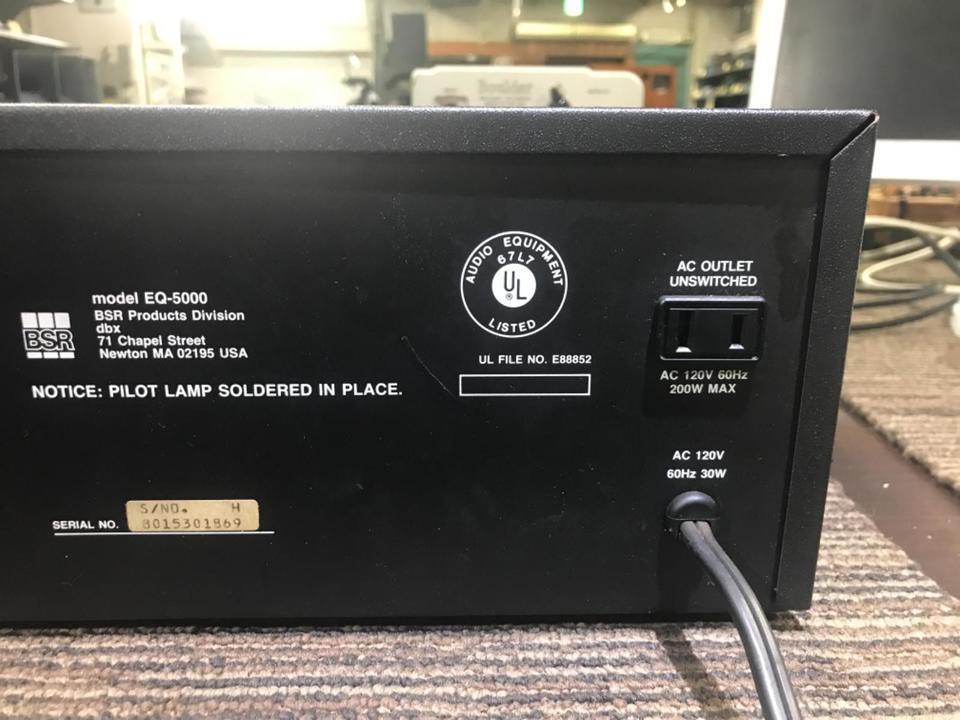 model EQ-5000
BSR Products Division
dbx
71 Chapel Street
Newton MA 02195 USA
BSR
NOTICE: PILOT LAMP SOLDERED IN PLACE.
AUDIO EQUIPMENT
67L7
UL
®
LISTED
UL FILE NO. E88852
AC OUTLET
UNSWITCHED
AC 120V 60Hz
200W MAX
AC 120V
60Hz 30W
SERIAL NO.
S/NO. H
8015301869